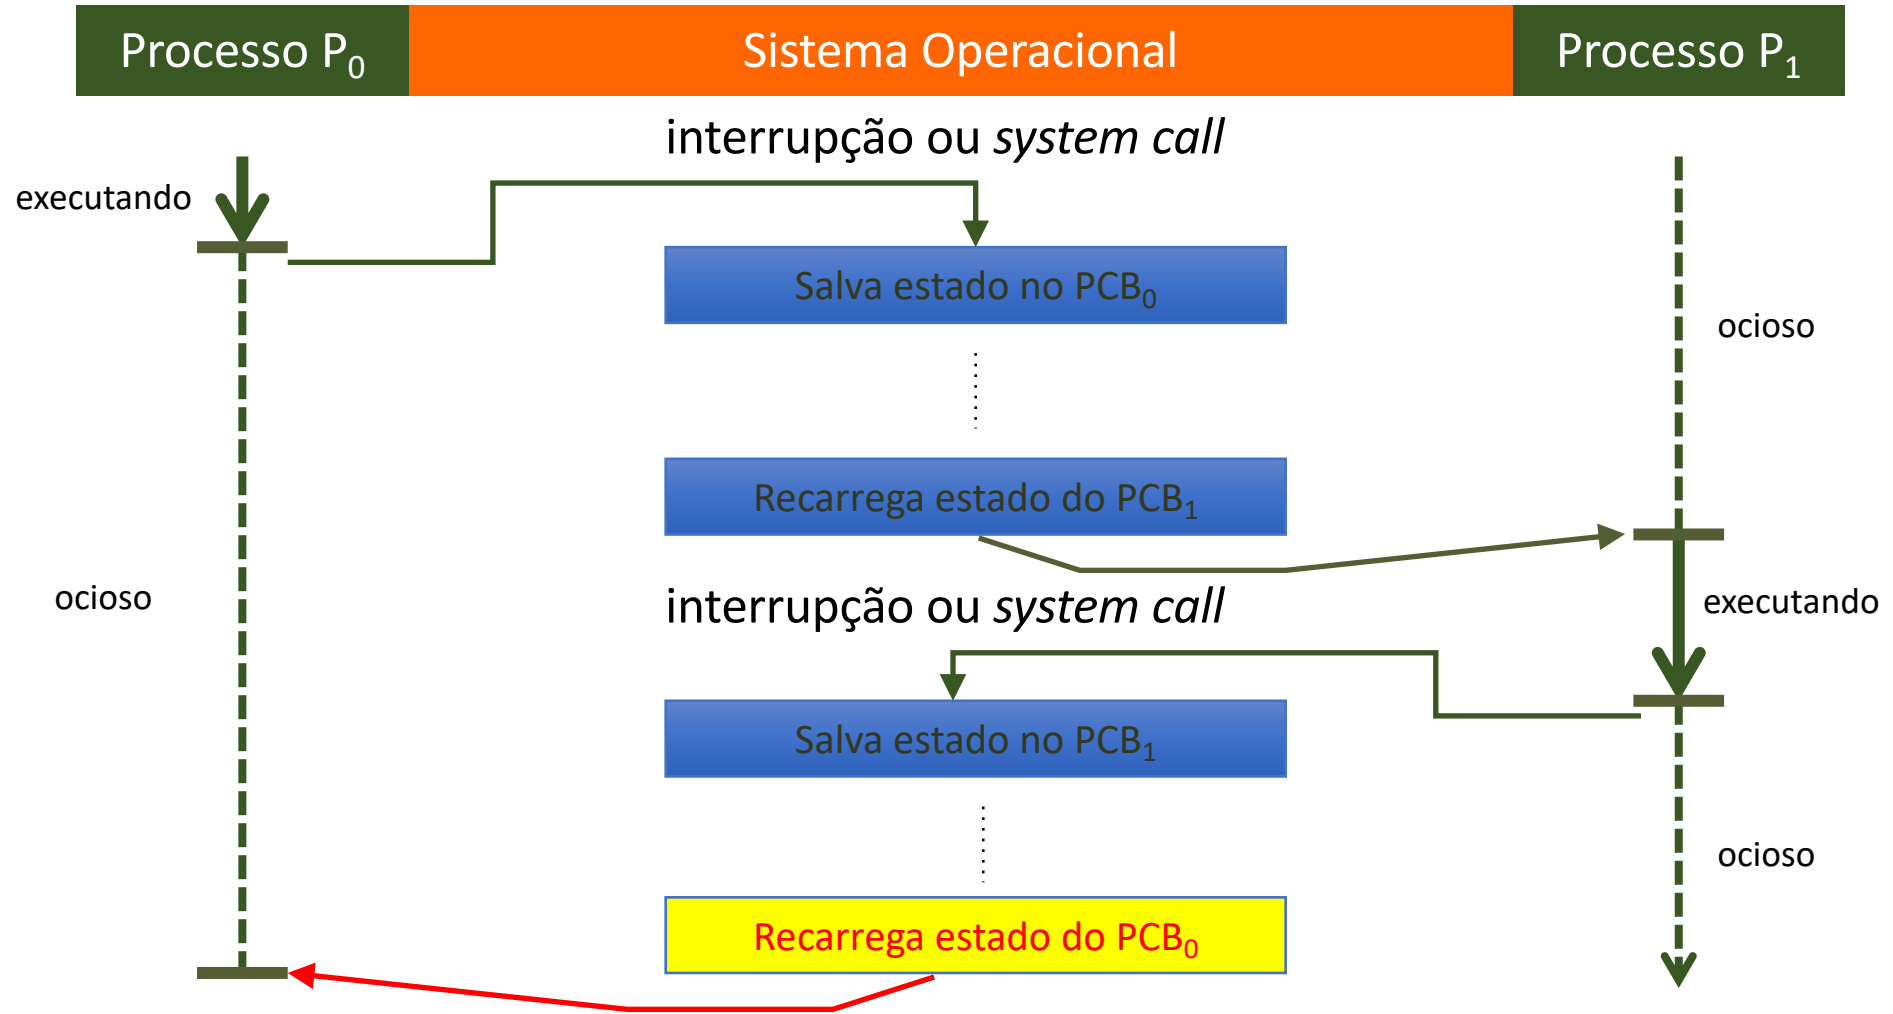 Processo P0
Sistema Operacional
Processo P1
interrupção ou system call
executando
Salva estado no PCB0
ocioso
Recarrega estado do PCB1
ocioso
interrupção ou system call
executando
Salva estado no PCB1
ocioso
Recarrega estado do PCB0